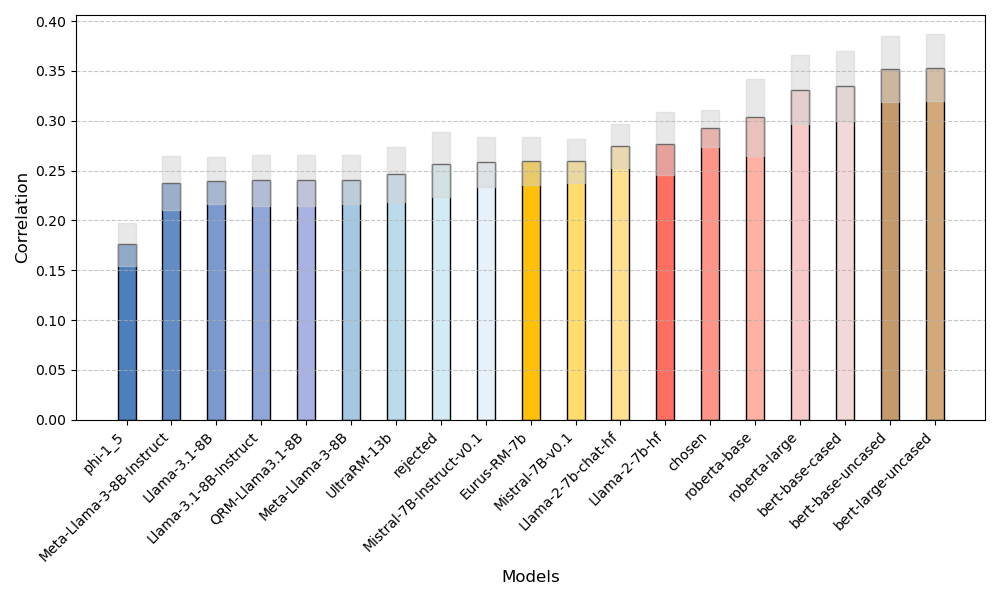 0.40
0.35
0.30
0.25
0.20
0.15
0.10
0.05
0.00
Correlation
phi-1_5
Meta-Llama-3-8B-Instruct
Llama-3.1-8B
Llama-3.1-8B-Instruct
QRM-Llama3.1-8B
Meta-Llama-3-8B
UltraRM-13b
rejected
Mistral-7B-Instruct-v0.1
Eurus-RM-7b
Mistral-7B-v0.1
Llama-2-7b-chat-hf
Llama-2-7b-hf
chosen
roberta-base
roberta-large
bert-base-cased
bert-base-uncased
bert-large-uncased
Models